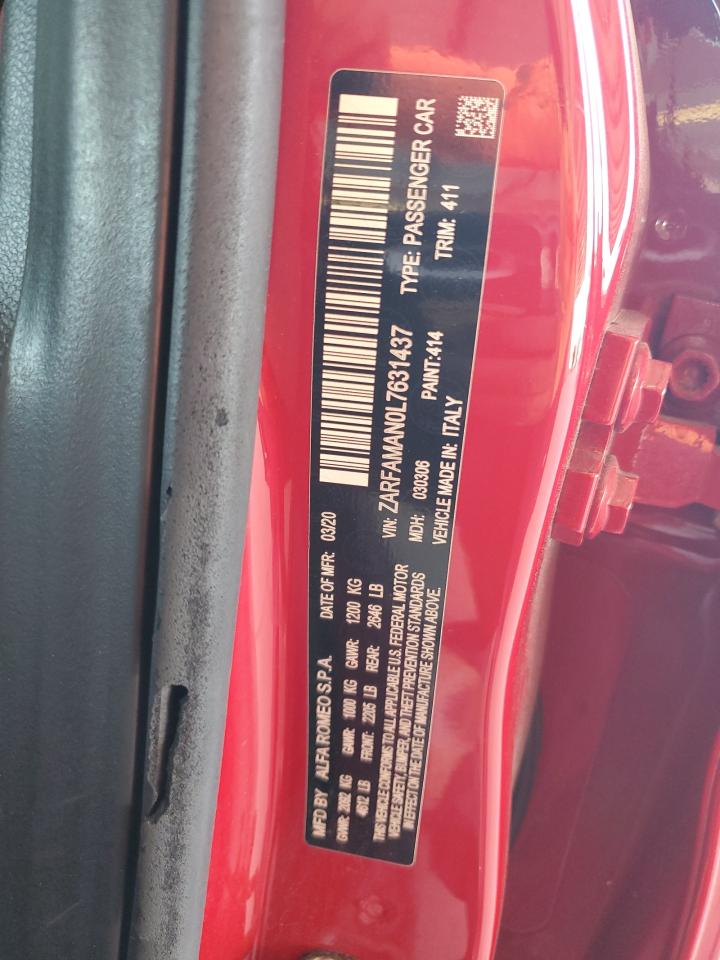 MFD BY ALFA ROMEO S.P.A. DATE OF MFR: 03/20
GVWR: 2092 KG GAWR: 1000 KG GAWR: 1200 KG
4612 LB FRONT: 2205 LB REAR: 2646 LB
THIS VEHICLE CONFORMS TO ALL APPLICABLE U.S. FEDERAL MOTOR
VEHICLE SAFETY, BUMPER, AND THEFT PREVENTION STANDARDS
IN EFFECT ON THE DATE OF MANUFACTURE SHOWN ABOVE.
VIN: ZARFAMAN0L7631437 TYPE: PASSENGER CAR
MDH: 030306 PAINT:414 TRIM: 411
VEHICLE MADE IN: ITALY